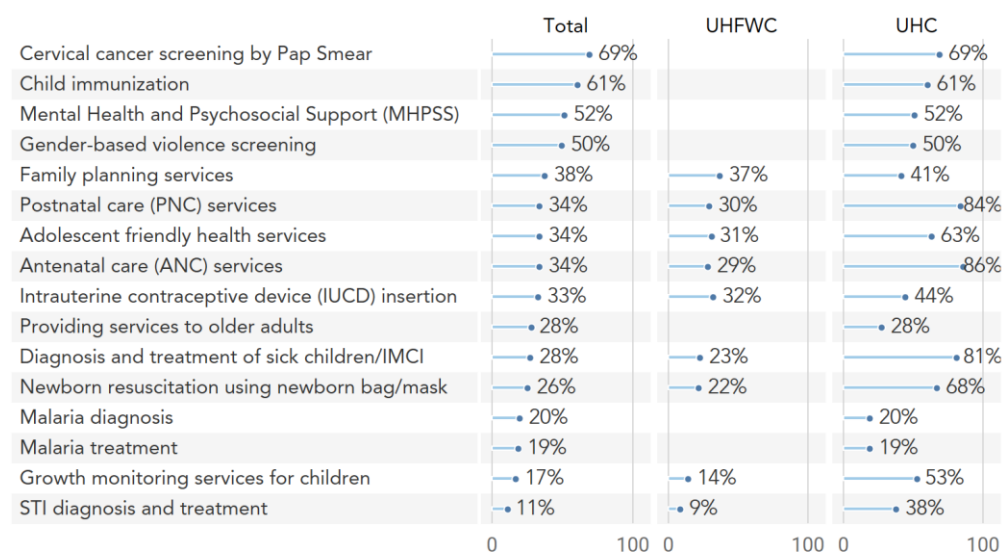 Total UHFWC UHC
Cervical cancer screening by Pap Smear 69% 69%
Child immunization 61% 61%
Mental Health and Psychosocial Support (MHPSS) 52% 52%
Gender-based violence screening 50% 50%
Family planning services 38% 37% 41%
Postnatal care (PNC) services 34% 30% 84%
Adolescent friendly health services 34% 31% 63%
Antenatal care (ANC) services 34% 29% 86%
Intrauterine contraceptive device (IUCD) insertion 33% 32% 44%
Providing services to older adults 28% 28%
Diagnosis and treatment of sick children/IMCI 28% 23% 81%
Newborn resuscitation using newborn bag/mask 26% 22% 68%
Malaria diagnosis 20% 20%
Malaria treatment 19% 19%
Growth monitoring services for children 17% 14% 53%
STI diagnosis and treatment 11% 9% 38%
0 100 0 100 0 100